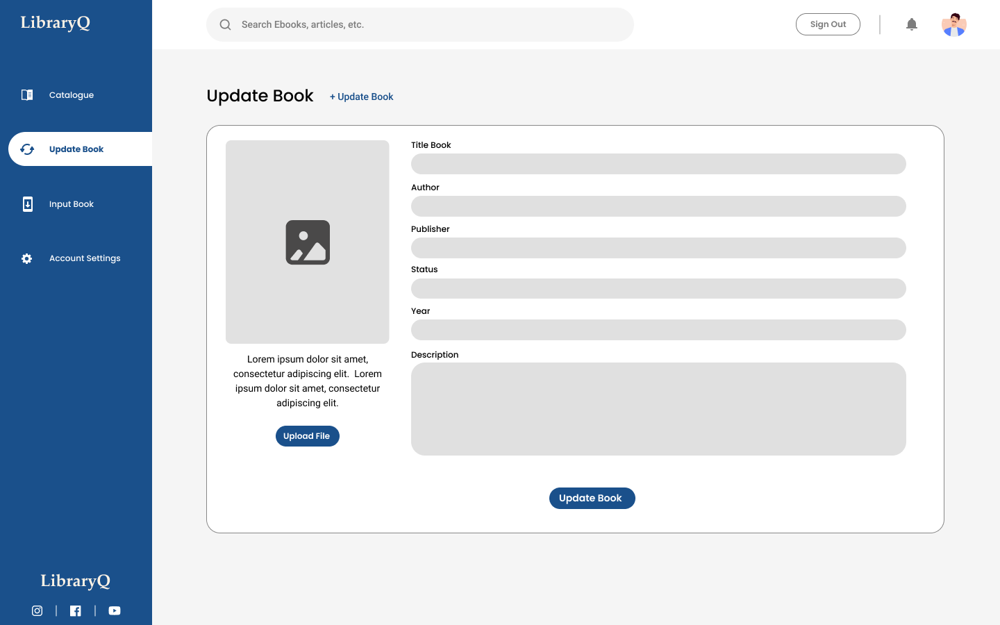 LibraryQ
Search Ebooks, articles, etc.
Sign Out
Catalogue
Update Book
Input Book
Account Settings
Update Book
+ Update Book
Title Book
Author
Publisher
Status
Year
Description
Lorem ipsum dolor sit amet,
consectetur adipiscing elit.  Lorem
ipsum dolor sit amet, consectetur
adipiscing elit.
Upload File
Update Book
LibraryQ